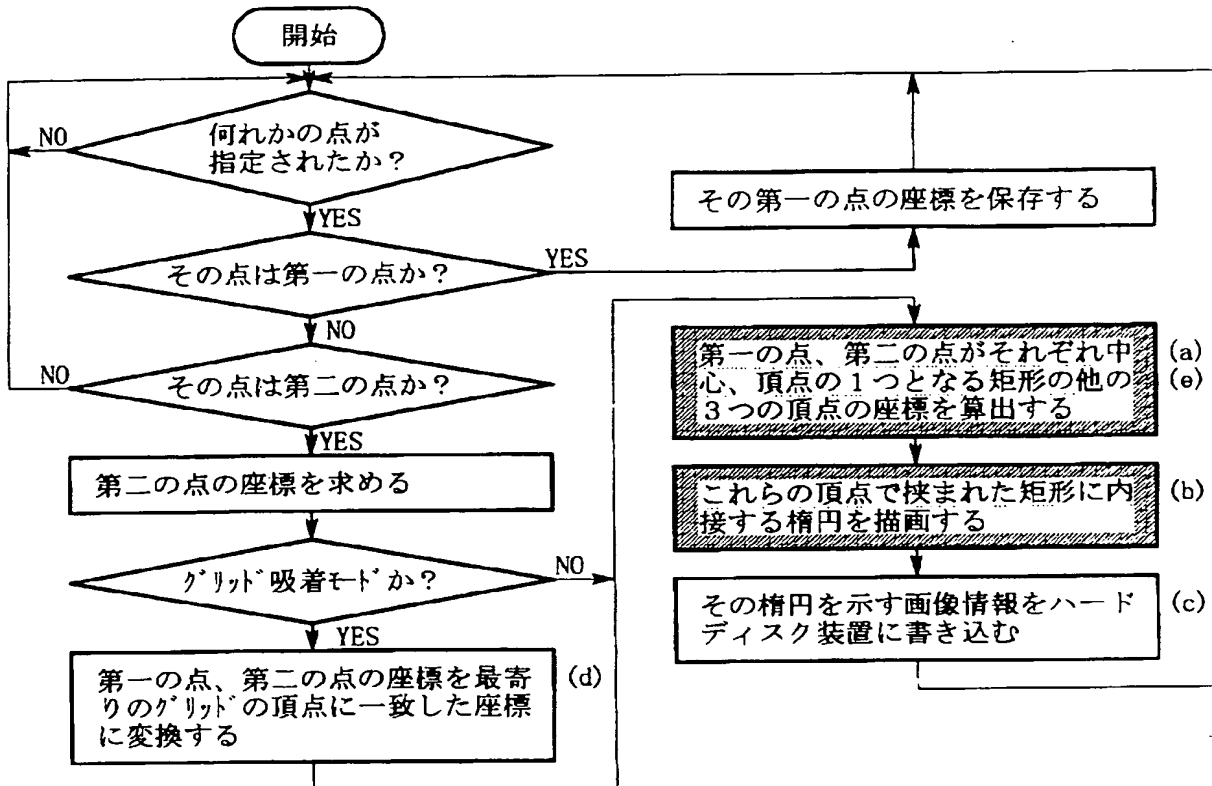 開始
何れかの点が
指定されたか？
NO
YES
その点は第一の点か？
YES
その第一の点の座標を保存する
NO
その点は第二の点か？
NO
YES
第二の点の座標を求める
ｸﾞﾘｯﾄﾞ吸着ﾓｰﾄﾞか？
NO
YES
第一の点、第二の点の座標を最寄
りのｸﾞﾘｯﾄﾞの頂点に一致した座標
に変換する
(d)
第一の点、第二の点がそれぞれ中
心、頂点の１つとなる矩形の他の
３つの頂点の座標を算出する
(a)
(e)
これらの頂点で挟まれた矩形に内
接する楕円を描画する
(b)
その楕円を示す画像情報をハード
ディスク装置に書き込む
(c)